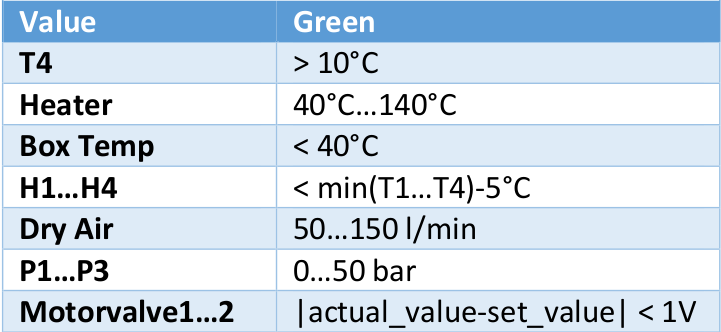 Value Green
T4 > 10°C
Heater 40°C...140°C
Box Temp < 40°C
H1...H4 < min(T1...T4)-5°C
Dry Air 50...150 l/min
P1...P3 0...50 bar
Motorvalve1...2 |actual_value-set_value| < 1V